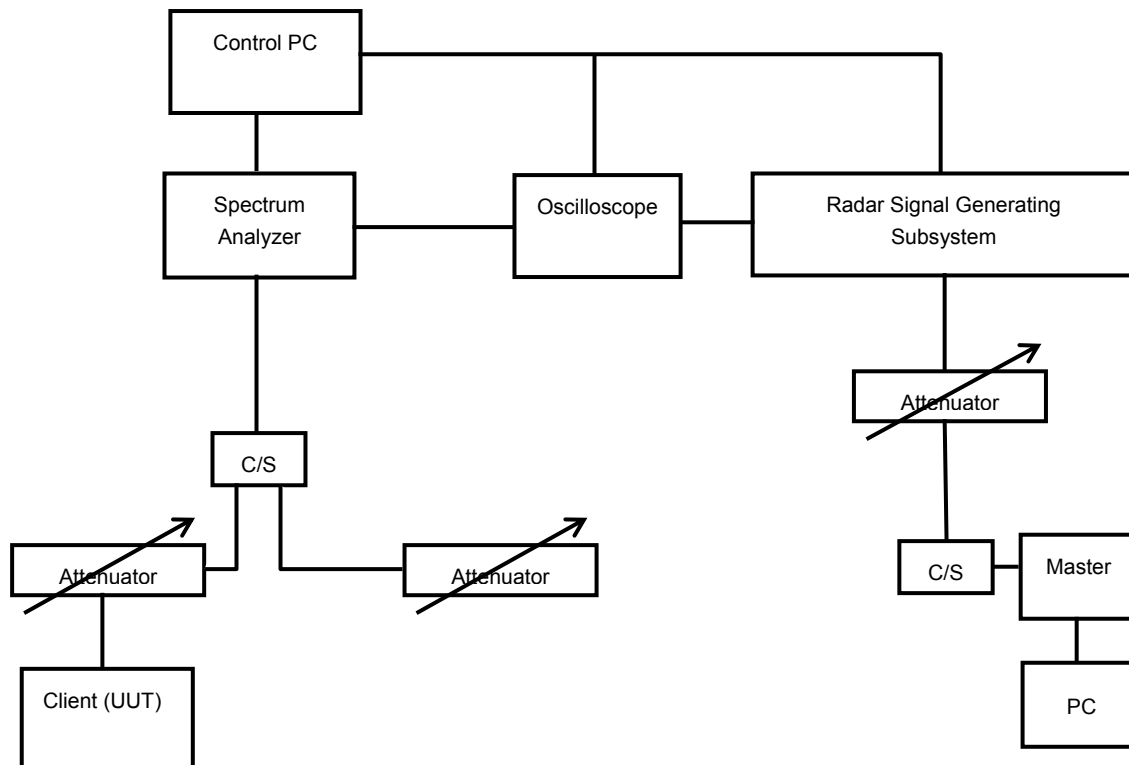 Control PC
Spectrum
Analyzer
Oscilloscope
Radar Signal Generating
Subsystem
Attenuator
C/S
Attenuator
Attenuator
C/S
Master
Client (UUT)
PC